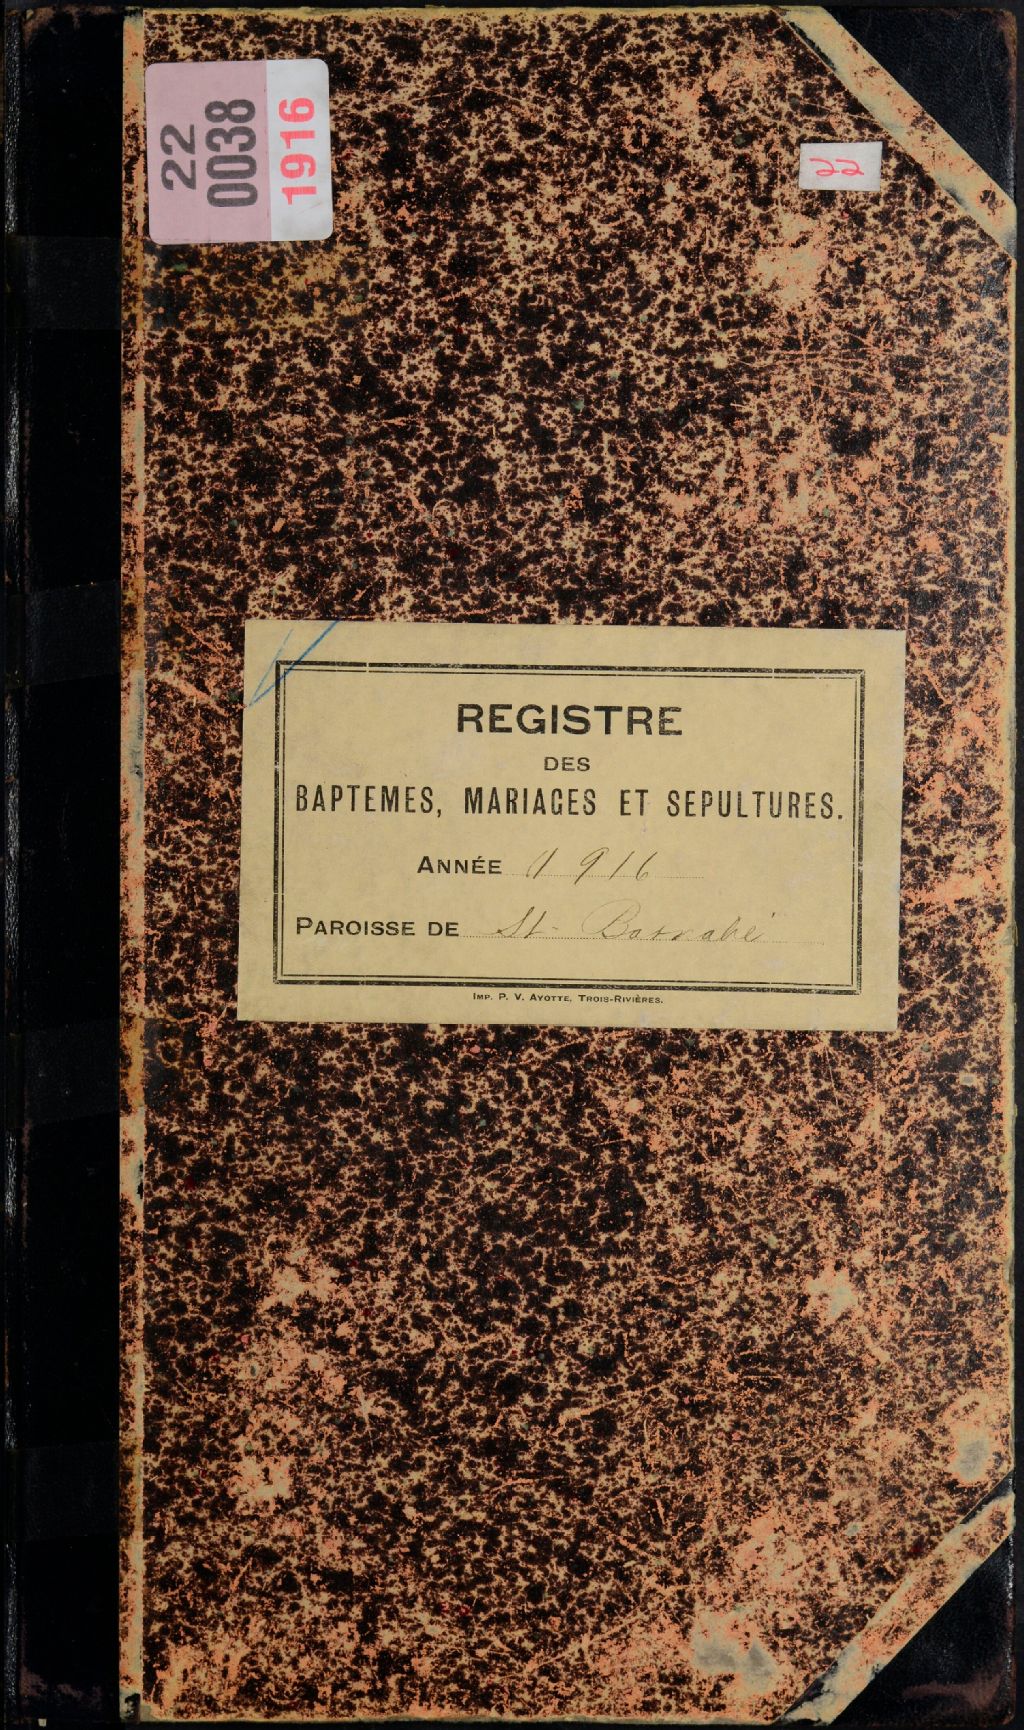 22
0038
1916
22
REGISTRE
DES
BAPTEMES, MARIAGES ET SEPULTURES.
ANNÉE 1916
PAROISSE DE St-Barnabé
IMP. P. V. AYOTTE, TROIS-RIVIÈRES.